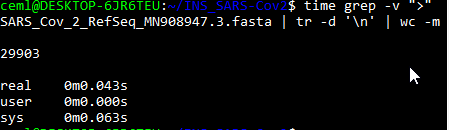 ceml@DESKTOP-6JR6TEU:~/INS_SARS-Cov2$ time grep -v ">"
SARS_Cov_2_RefSeq_MN908947.3.fasta | tr -d '\n' | wc -m
29903
real 0m0.043s
user 0m0.000s
sys 0m0.063s